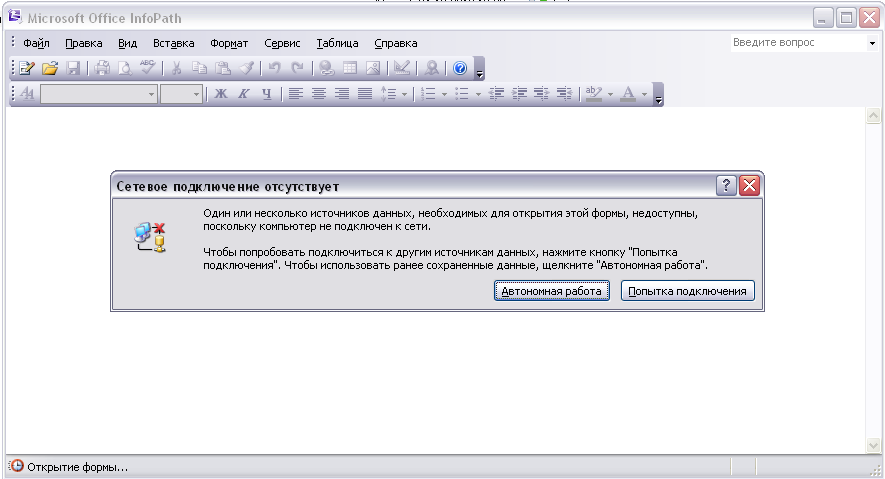 Microsoft Office InfoPath
Файл Правка Вид Вставка Формат Сервис Таблица Справка Введите вопрос
Ж К Ч
Сетевое подключение отсутствует
Один или несколько источников данных, необходимых для открытия этой формы, недоступны,
поскольку компьютер не подключен к сети.
Чтобы попробовать подключиться к другим источникам данных, нажмите кнопку "Попытка
подключения". Чтобы использовать ранее сохраненные данные, щелкните "Автономная работа".
Автономная работа Попытка подключения
Открытие формы...